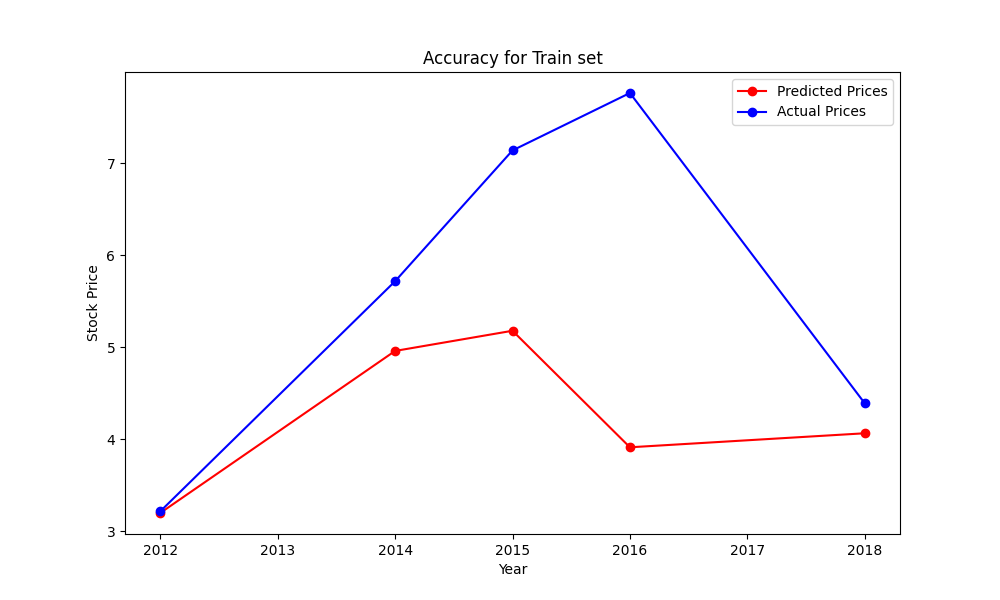 Accuracy for Train set
Predicted Prices
Actual Prices
Stock Price
7
6
5
4
3
2012 2013 2014 2015 2016 2017 2018
Year